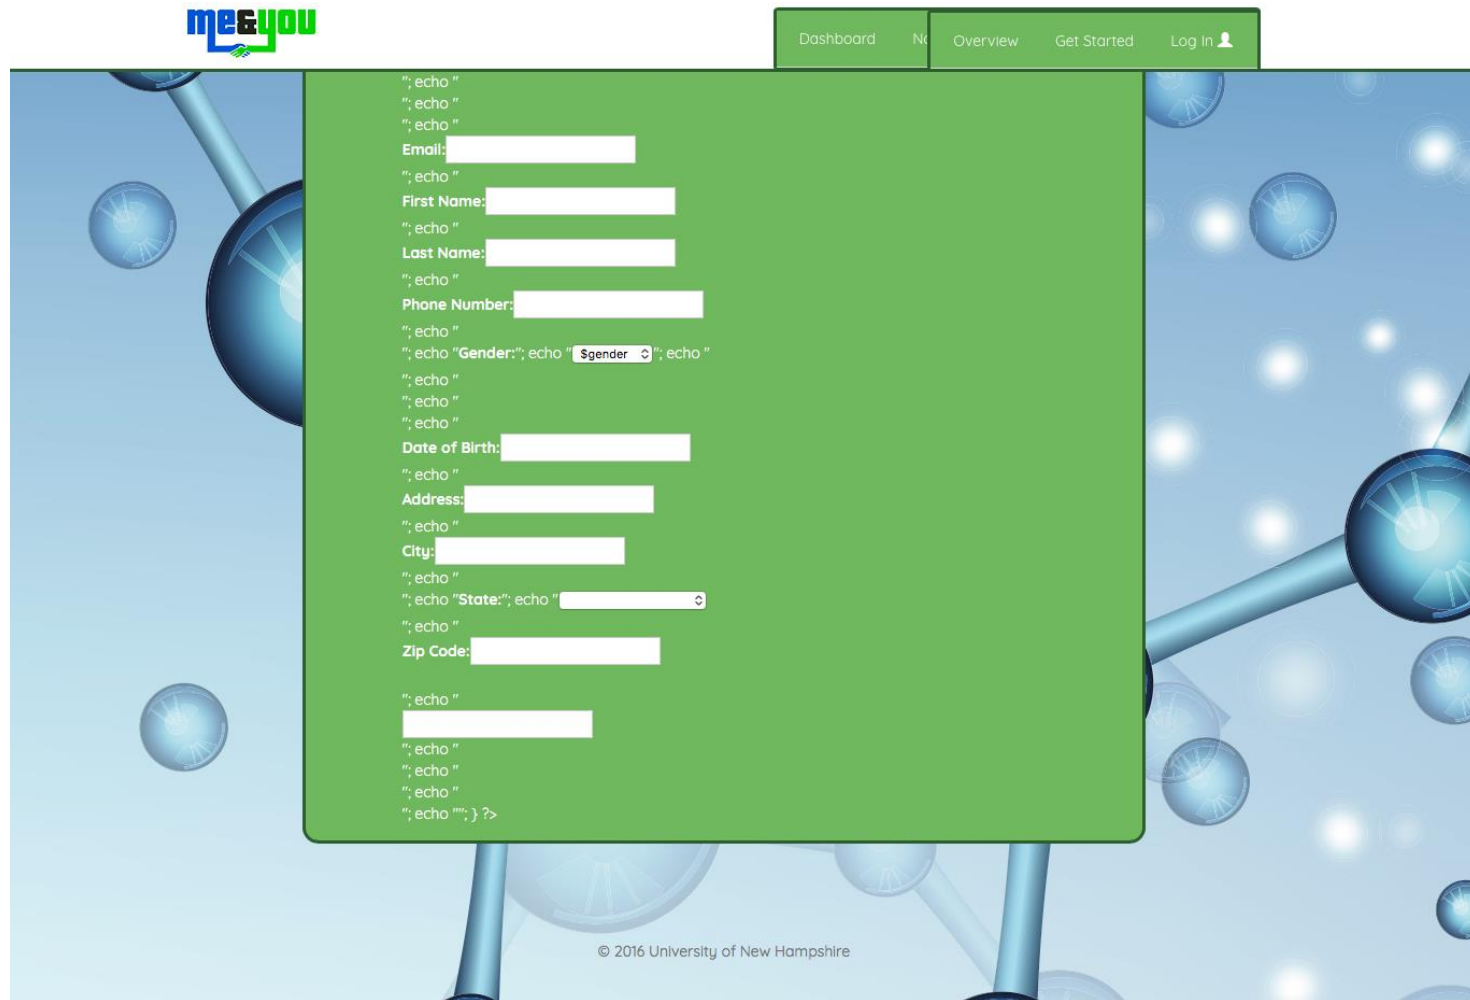 me&you
Dashboard
Overview Get Started Log In
"; echo "
"; echo "
"; echo "
Email:
"; echo "
First Name:
"; echo "
Last Name:
"; echo "
Phone Number:
"; echo "
"; echo "Gender:"; echo "$gender"; echo "
"; echo "
"; echo "
"; echo "
Date of Birth:
"; echo "
Address:
"; echo "
City:
"; echo "
"; echo "State:"; echo "
"; echo "
Zip Code:
"; echo "
"; echo "
"; echo "
"; echo "
"; echo ""; } ?>
© 2016 University of New Hampshire